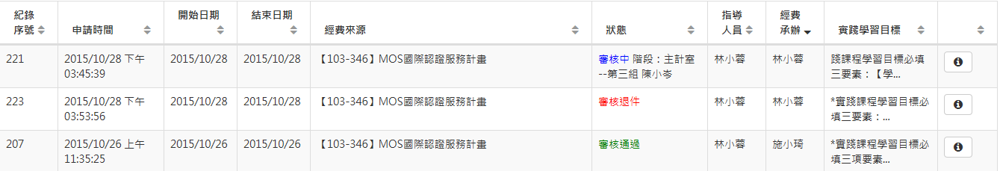 紀錄
序號
申請時間
開始日期
結束日期
經費來源
狀態
指導
人員
經費
承辦
實踐學習目標
221
2015/10/28 下午
03:45:39
2015/10/28
2015/10/28
【103-346】MOS國際認證服務計畫
審核中 階段：主計室
--第三組 陳小岑
林小蓉
林小蓉
踐課程學習目標必填
三要素：【學...
223
2015/10/28 下午
03:53:56
2015/10/28
2015/10/28
【103-346】MOS國際認證服務計畫
審核退件
林小蓉
林小蓉
*實踐課程學習目標必
填三要素：...
207
2015/10/26 上午
11:35:25
2015/10/26
2015/10/26
【103-346】MOS國際認證服務計畫
審核通過
林小蓉
施小琦
*實踐課程學習目標必
填三項要素...